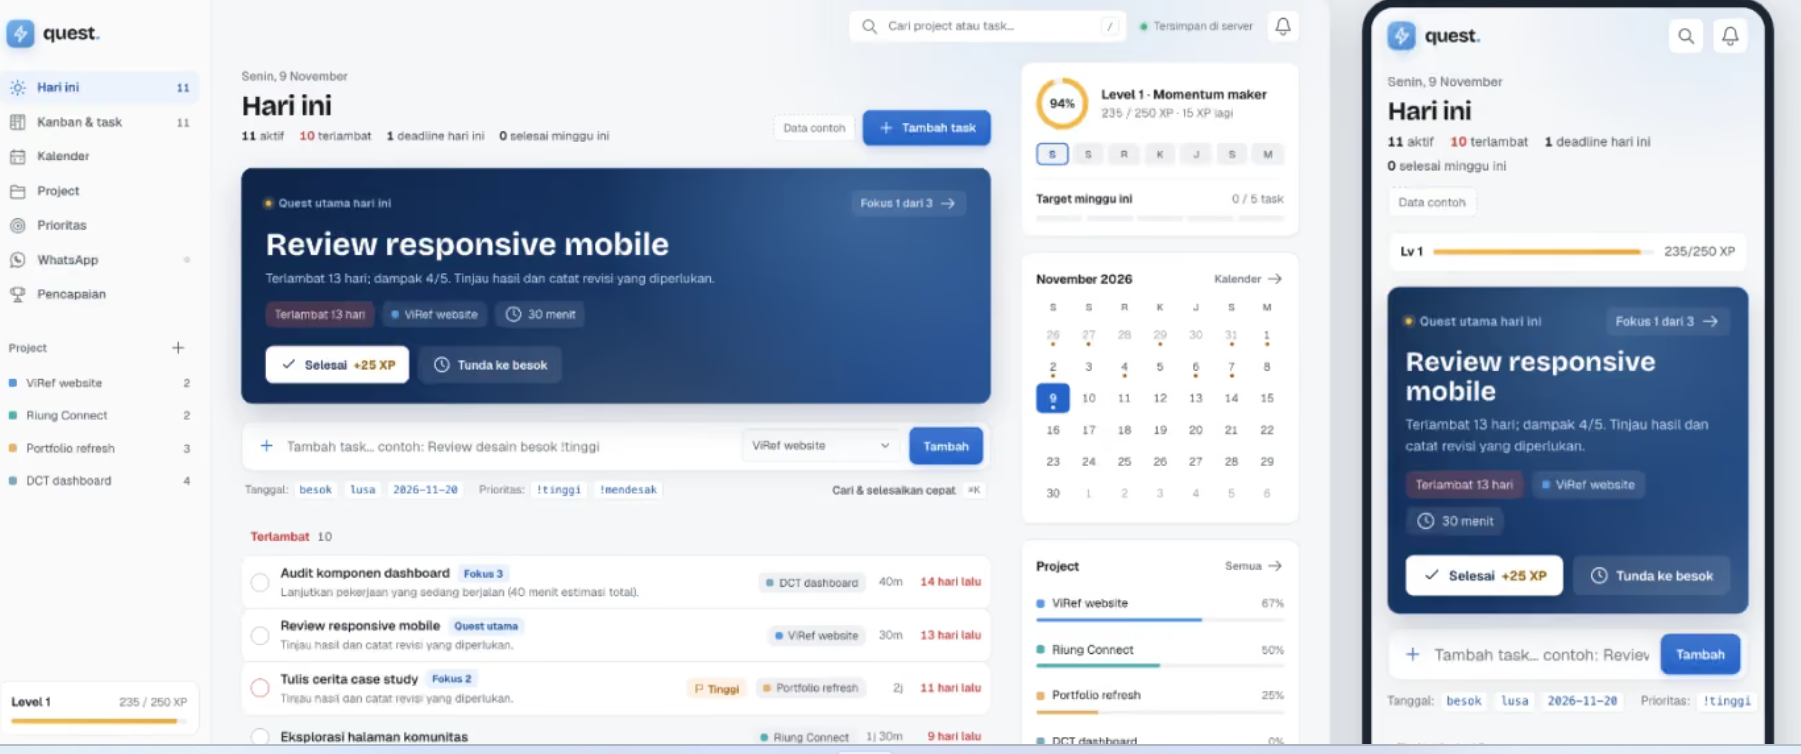 quest.
Hari ini 11
Kanban & task 11
Kalender
Project
Prioritas
WhatsApp
Pencapaian
Project
ViRef website 2
Riung Connect 2
Portfolio refresh 3
DCT dashboard 4
Level 1 235 / 250 XP
Cari project atau task... /
Tersimpan di server
Senin, 9 November
Hari ini
11 aktif 10 terlambat 1 deadline hari ini 0 selesai minggu ini
Data contoh
Tambah task
Quest utama hari ini
Fokus 1 dari 3
Review responsive mobile
Terlambat 13 hari; dampak 4/5. Tinjau hasil dan catat revisi yang diperlukan.
Terlambat 13 hari
ViRef website
30 menit
Selesai +25 XP
Tunda ke besok
Tambah task... contoh: Review desain besok !tinggi
ViRef website
Tambah
Tanggal: besok lusa 2026-11-20 Prioritas: !tinggi !mendesak
Cari & selesaikan cepat ⌘K
Terlambat 10
Audit komponen dashboard Fokus 3
Lanjutkan pekerjaan yang sedang berjalan (40 menit estimasi total).
DCT dashboard 40m 14 hari lalu
Review responsive mobile Quest utama
Tinjau hasil dan catat revisi yang diperlukan.
ViRef website 30m 13 hari lalu
Tulis cerita case study Fokus 2
Tinjau hasil dan catat revisi yang diperlukan.
Tinggi Portfolio refresh 2j 11 hari lalu
Eksplorasi halaman komunitas
Riung Connect 1j 30m 9 hari lalu
94%
Level 1 · Momentum maker
235 / 250 XP · 15 XP lagi
S S R K J S M
Target minggu ini 0 / 5 task
November 2026 Kalender
S S R K J S M
26 27 28 29 30 31 1
2 3 4 5 6 7 8
9 10 11 12 13 14 15
16 17 18 19 20 21 22
23 24 25 26 27 28 29
30 1 2 3 4 5 6
Project Semua
ViRef website 67%
Riung Connect 50%
Portfolio refresh 25%
DCT dashboard 0%
quest.
Senin, 9 November
Hari ini
11 aktif 10 terlambat 1 deadline hari ini
0 selesai minggu ini
Data contoh
Lv 1 235/250 XP
Quest utama hari ini
Fokus 1 dari 3
Review responsive
mobile
Terlambat 13 hari; dampak 4/5. Tinjau hasil dan
catat revisi yang diperlukan.
Terlambat 13 hari
ViRef website
30 menit
Selesai +25 XP
Tunda ke besok
Tambah task... contoh: Review
Tambah
Tanggal: besok lusa 2026-11-20 Prioritas: !tinggi